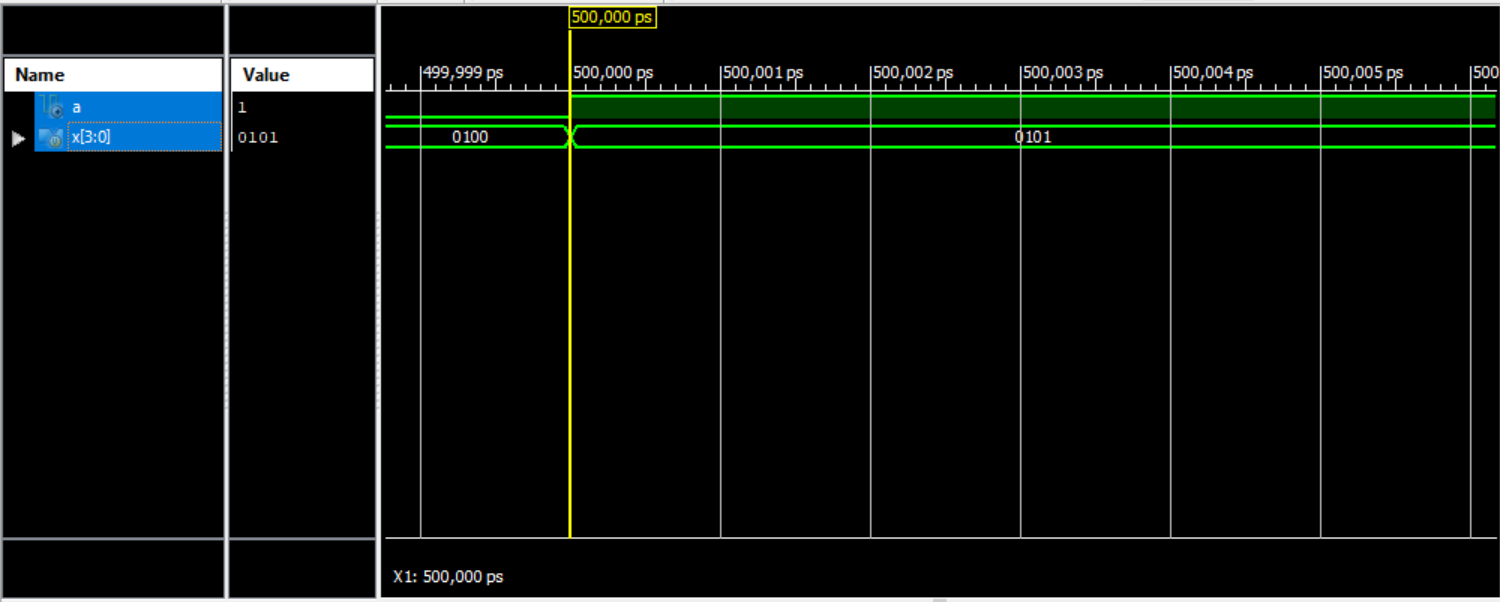 500,000 ps
Name Value
499,999 ps 500,000 ps 500,001 ps 500,002 ps 500,003 ps 500,004 ps 500,005 ps 500
a 1
x[3:0] 0101 0100 0101
X1: 500,000 ps